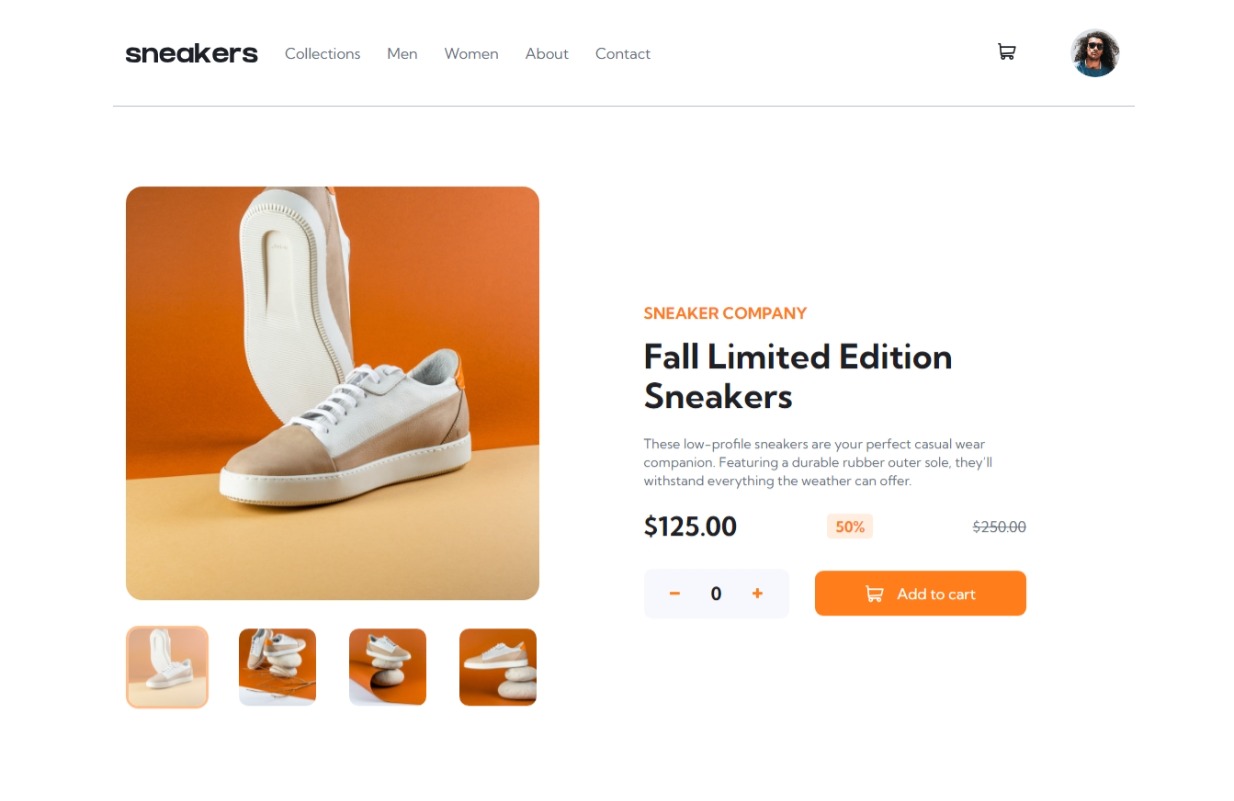 sneakers Collections Men Women About Contact
SNEAKER COMPANY
Fall Limited Edition
Sneakers
These low-profile sneakers are your perfect casual wear
companion. Featuring a durable rubber outer sole, they'll
withstand everything the weather can offer.
$125.00 50% $250.00
- 0 + Add to cart